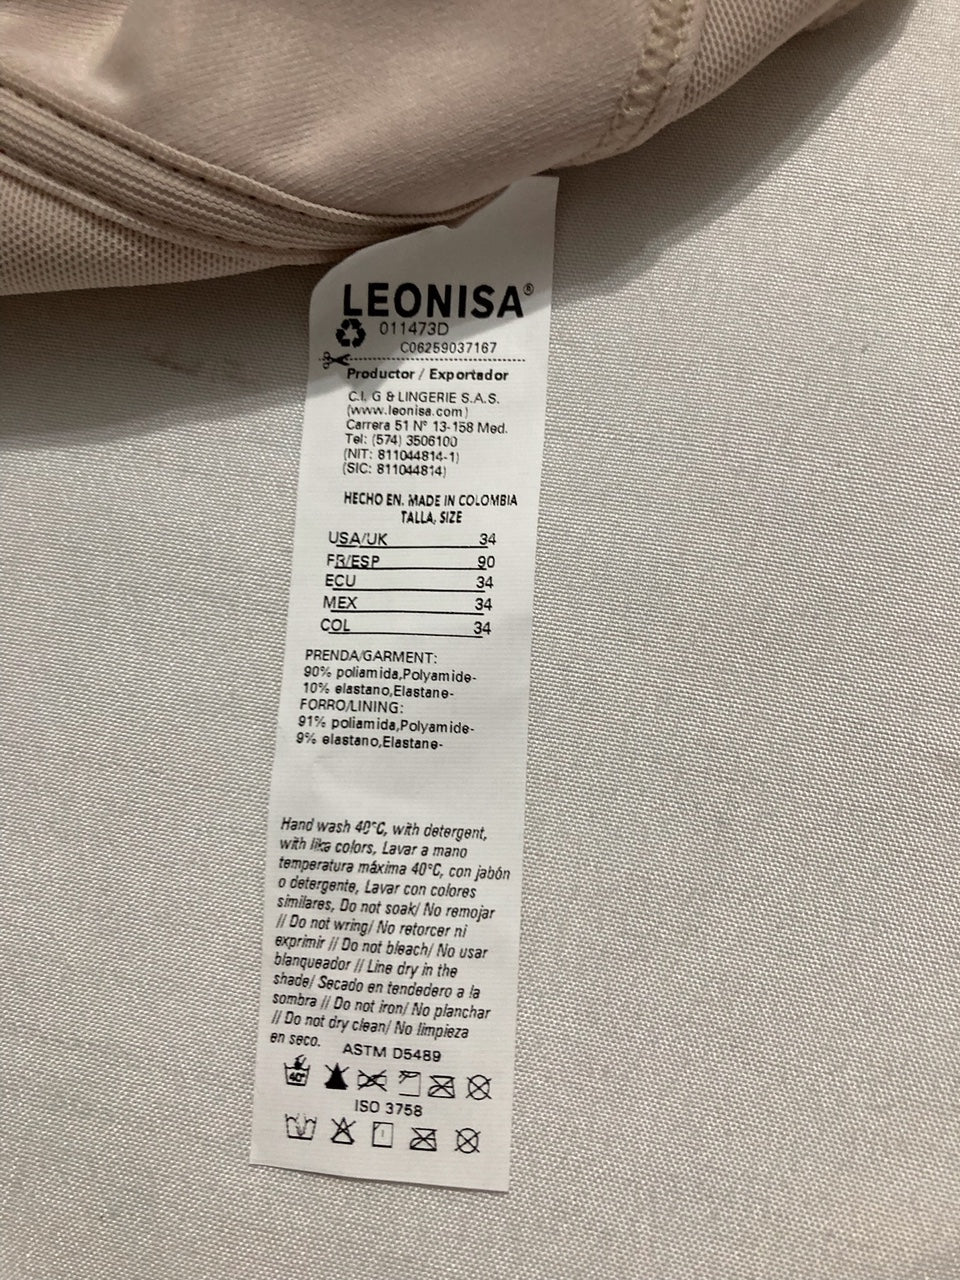 LEONISA®
011473D
C06259037167
Productor / Exportador
C.I. G & LINGERIE S.A.S.
(www.leonisa.com)
Carrera 51 N° 13-158 Med.
Tel: (574) 3506100
(NIT: 811044814-1)
(SIC: 811044814)
HECHO EN. MADE IN COLOMBIA
TALLA, SIZE
USA/UK 34
FR/ESP 90
ECU 34
MEX 34
COL 34
PRENDA/GARMENT:
90% poliamida,Polyamide-
10% elastano,Elastane-
FORRO/LINING:
91% poliamida,Polyamide-
9% elastano,Elastane-
Hand wash 40°C, with detergent,
with like colors, Lavar a mano
temperatura máxima 40°C, con jabón
o detergente, Lavar con colores
similares, Do not soak/ No remojar
// Do not wring/ No retorcer ni
exprimir // Do not bleach/ No usar
blanqueador // Line dry in the
shade/ Secado en tendedero a la
sombra // Do not iron/ No planchar
// Do not dry clean/ No limpieza
en seco.
ASTM D5489
40°
ISO 3758